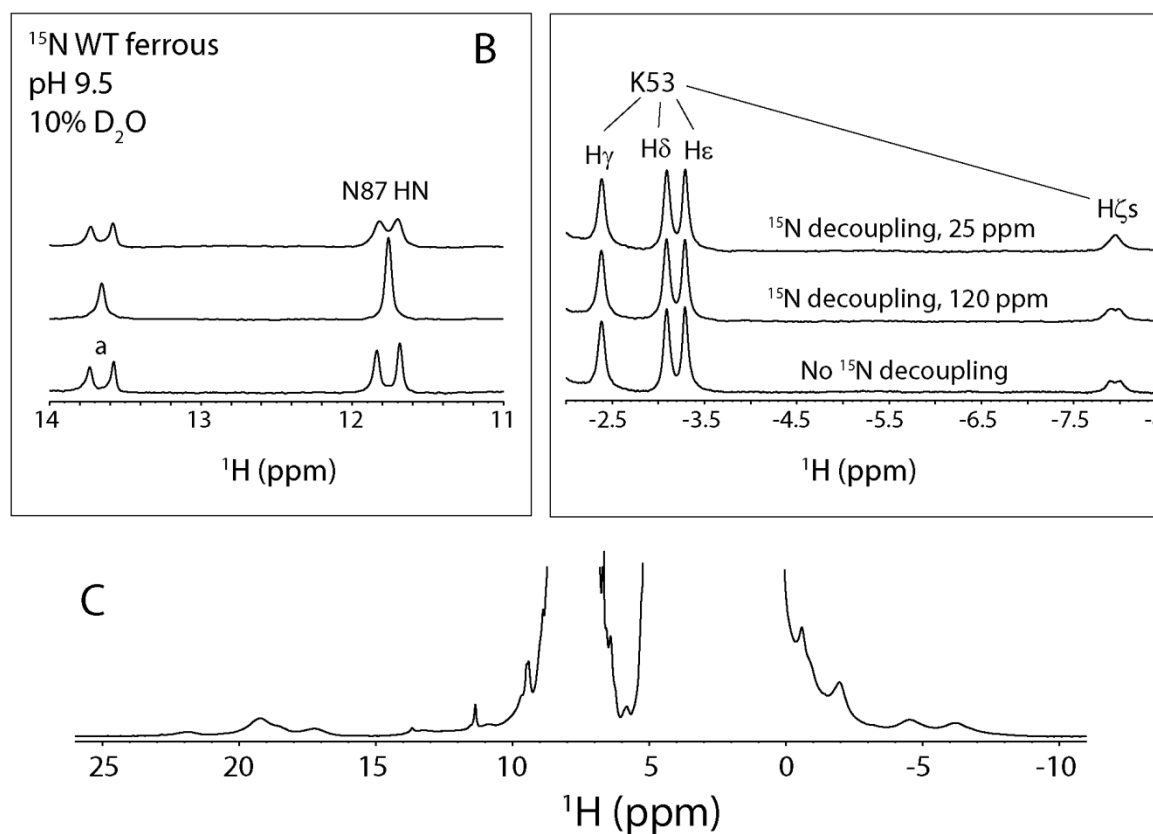 ¹⁵N WT ferrous
pH 9.5
10% D₂O
B
N87 HN
a
14 13 12 11
¹H (ppm)
K53
Hγ Hδ Hε
Hζs
¹⁵N decoupling, 25 ppm
¹⁵N decoupling, 120 ppm
No ¹⁵N decoupling
-2.5 -3.5 -4.5 -5.5 -6.5 -7.5
¹H (ppm)
C
25 20 15 10 5 0 -5 -10
¹H (ppm)